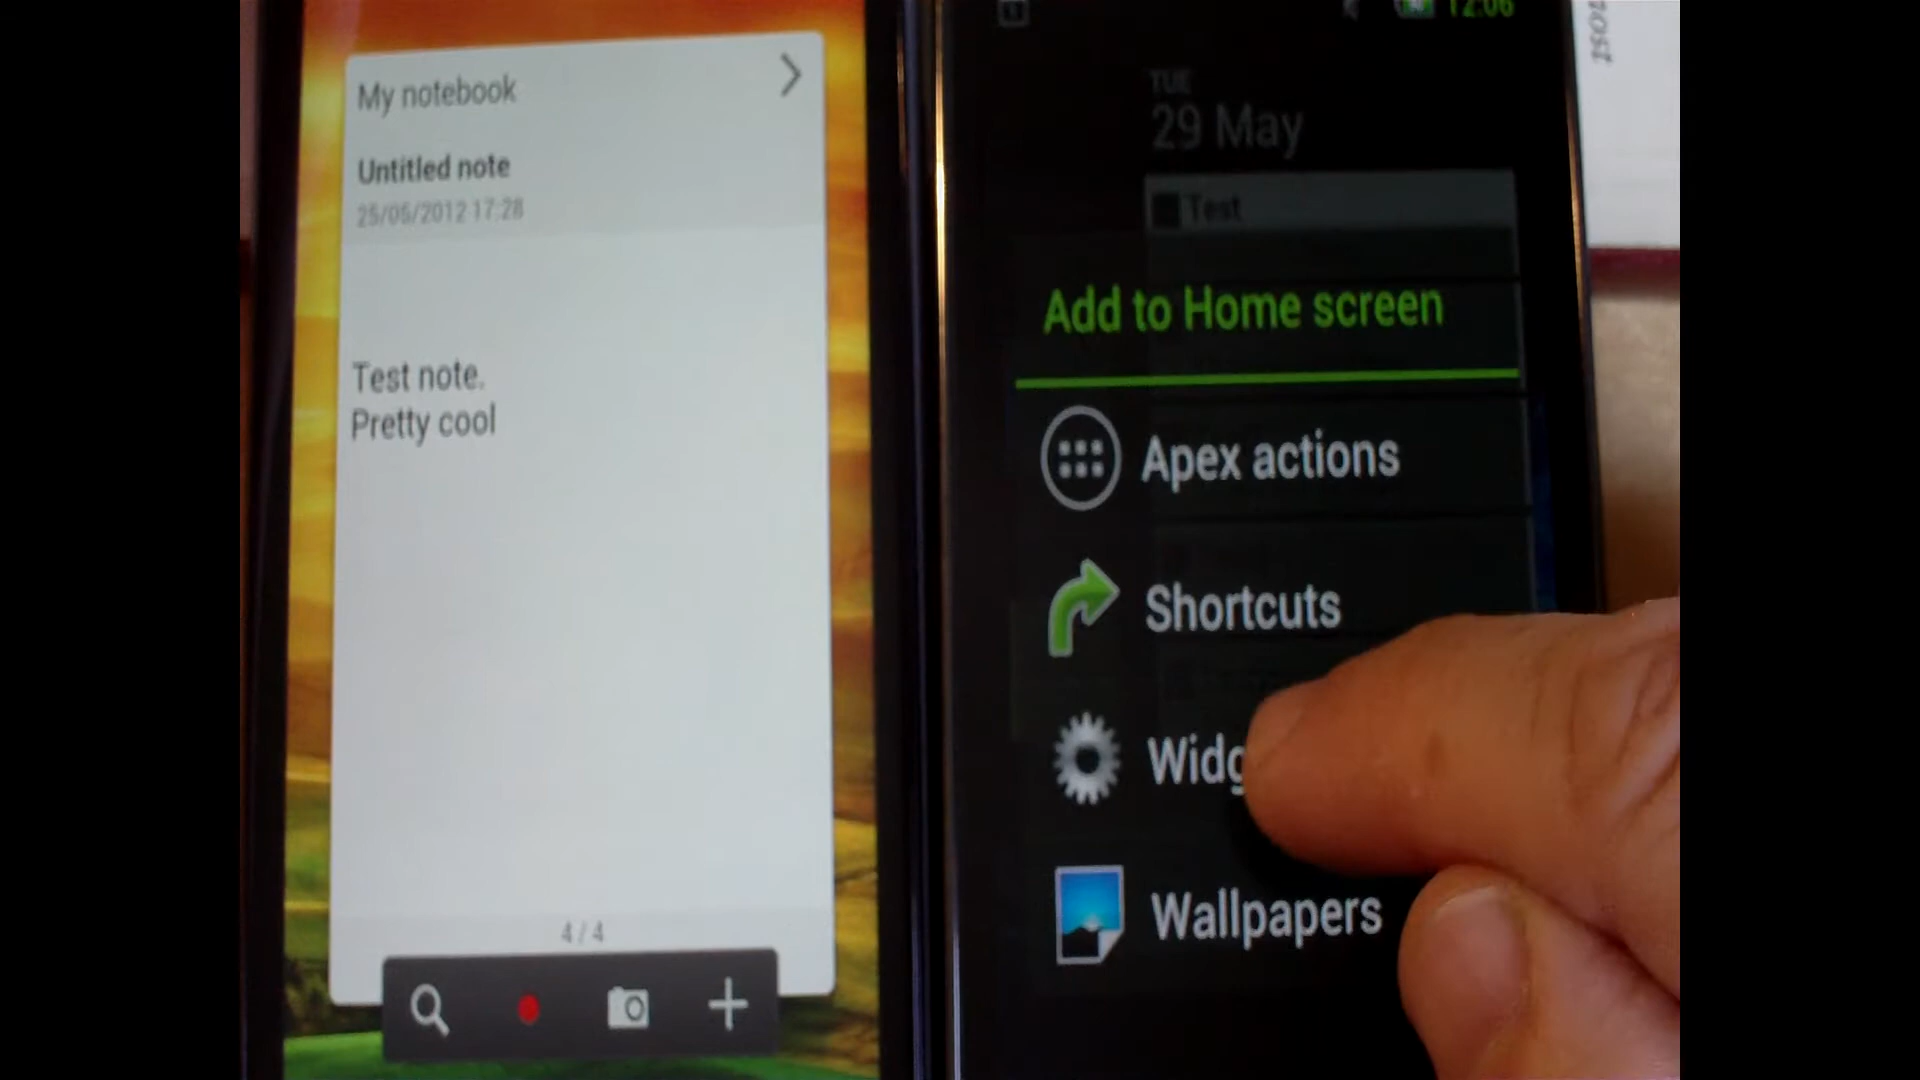 My notebook
Untitled note
25/05/2012 17:28
Test note.
Pretty cool
4 / 4
12:06
TUE
29 May
Test
Add to Home screen
Apex actions
Shortcuts
Widg
Wallpapers